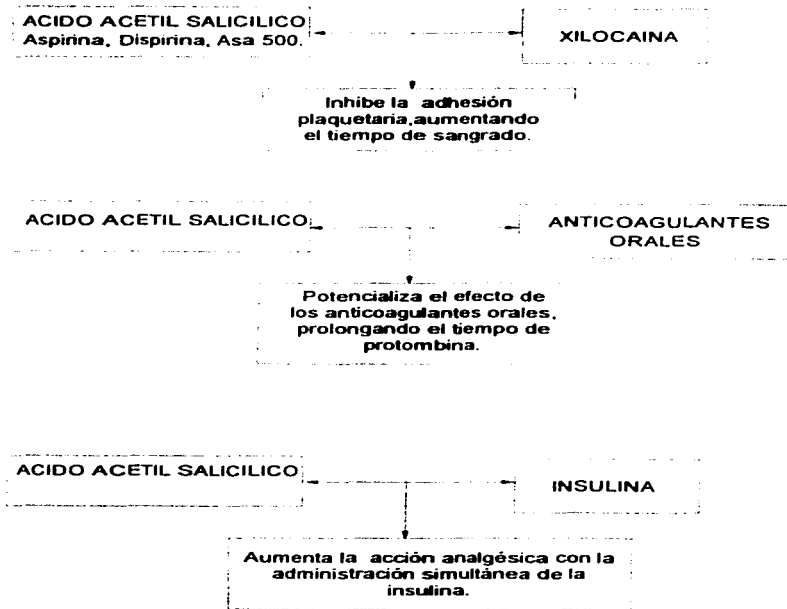 ACIDO ACETIL SALICILICO
Aspirina, Dispirina, Asa 500.
XILOCAINA
Inhibe la adhesión
plaquetaria,aumentando
el tiempo de sangrado.
ACIDO ACETIL SALICILICO
ANTICOAGULANTES
ORALES
Potencializa el efecto de
los anticoagulantes orales,
prolongando el tiempo de
protombina.
ACIDO ACETIL SALICILICO
INSULINA
Aumenta la acción analgésica con la
administración simultánea de la
insulina.